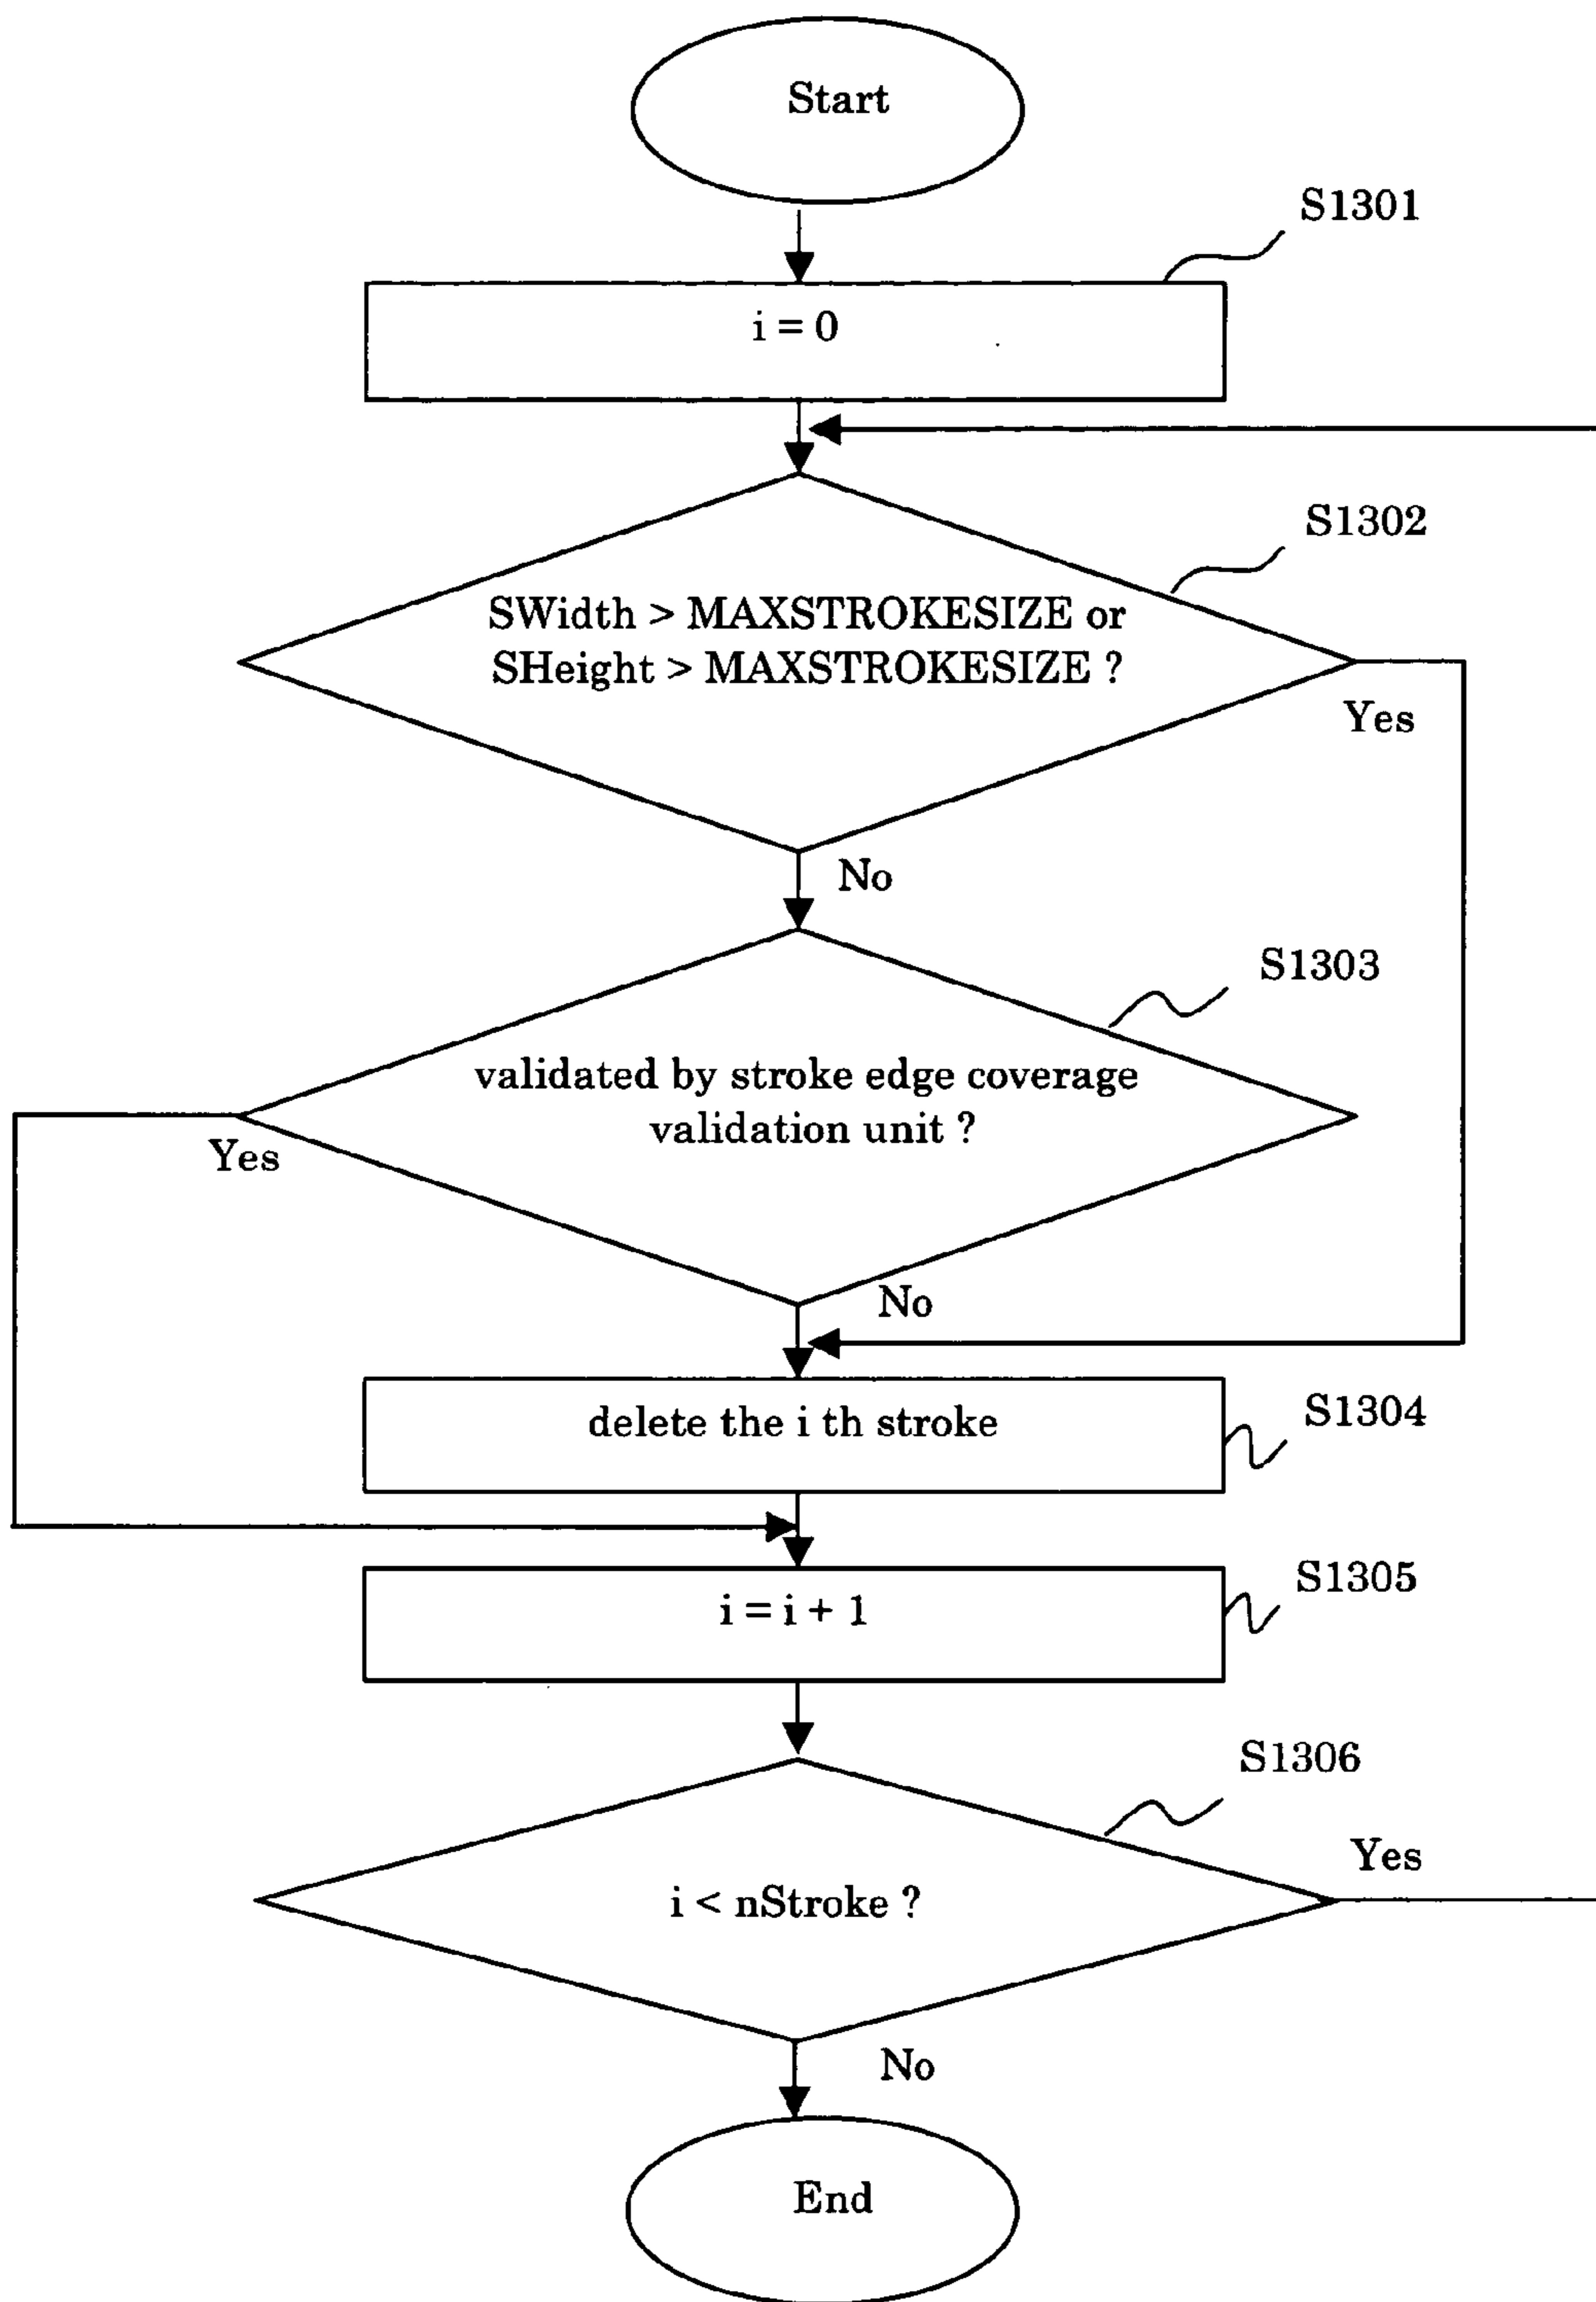 Start
S1301
i = 0
S1302
SWidth > MAXSTROKESIZE or
SHeight > MAXSTROKESIZE ?
Yes
No
S1303
validated by stroke edge coverage
validation unit ?
Yes
No
delete the i th stroke
S1304
i = i + 1
S1305
S1306
Yes
i < nStroke ?
No
End